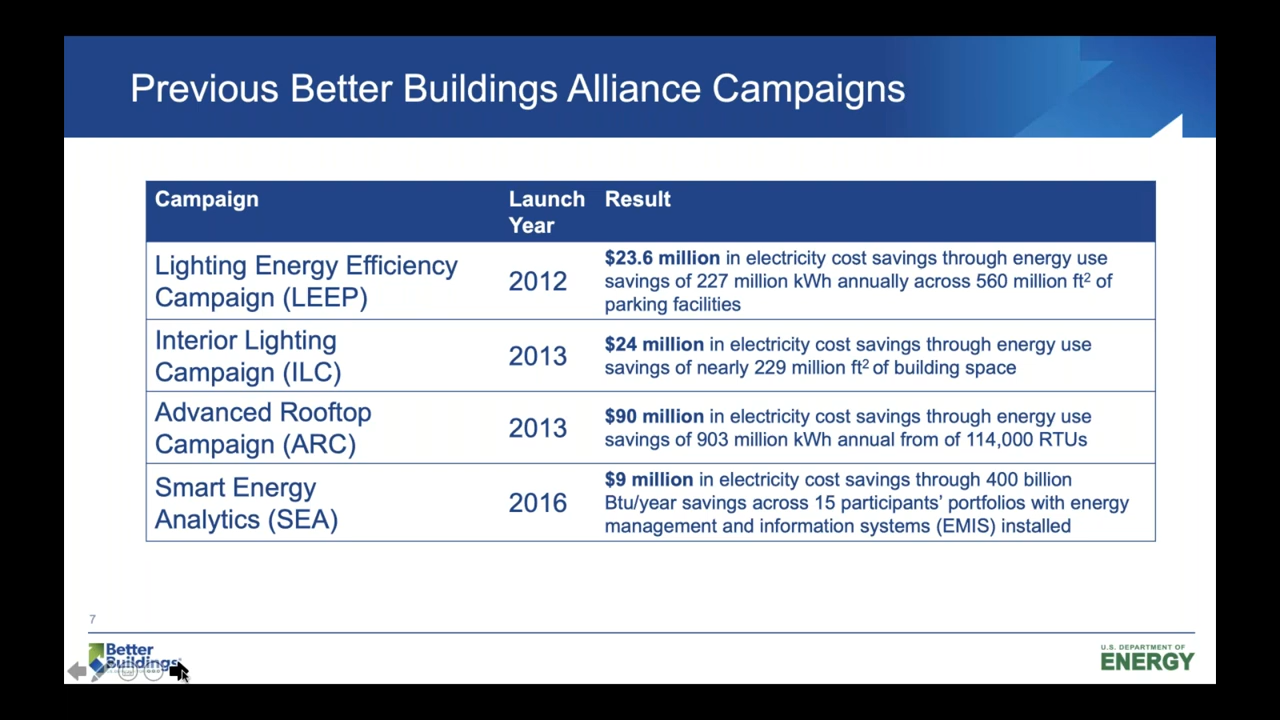 Previous Better Buildings Alliance Campaigns
Campaign
Launch
Year
Result
Lighting Energy Efficiency
Campaign (LEEP)
2012
$23.6 million in electricity cost savings through energy use
savings of 227 million kWh annually across 560 million ft² of
parking facilities
Interior Lighting
Campaign (ILC)
2013
$24 million in electricity cost savings through energy use
savings of nearly 229 million ft² of building space
Advanced Rooftop
Campaign (ARC)
2013
$90 million in electricity cost savings through energy use
savings of 903 million kWh annual from of 114,000 RTUs
Smart Energy
Analytics (SEA)
2016
$9 million in electricity cost savings through 400 billion
Btu/year savings across 15 participants' portfolios with energy
management and information systems (EMIS) installed
7
Better
Buildings
U.S. DEPARTMENT OF
ENERGY